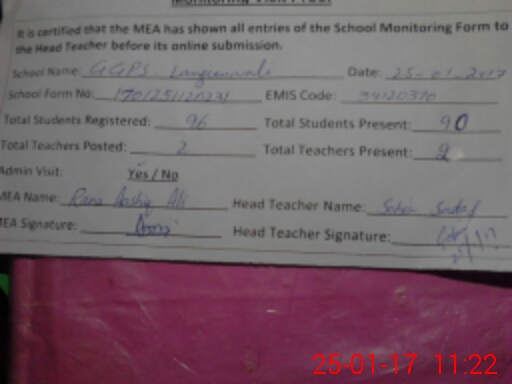 Monitoring Visit Proof
It is certified that the MEA has shown all entries of the School Monitoring Form to
the Head Teacher before its online submission.
School Name: GGPS Date: 25-01-2017
School Form No: EMIS Code: 34120370
Total Students Registered: 96 Total Students Present: 90
Total Teachers Posted: 2 Total Teachers Present: 2
Admin Visit: Yes / No
MEA Name: Rana Ali Head Teacher Name:
MEA Signature: Head Teacher Signature:
25-01-17 11:22